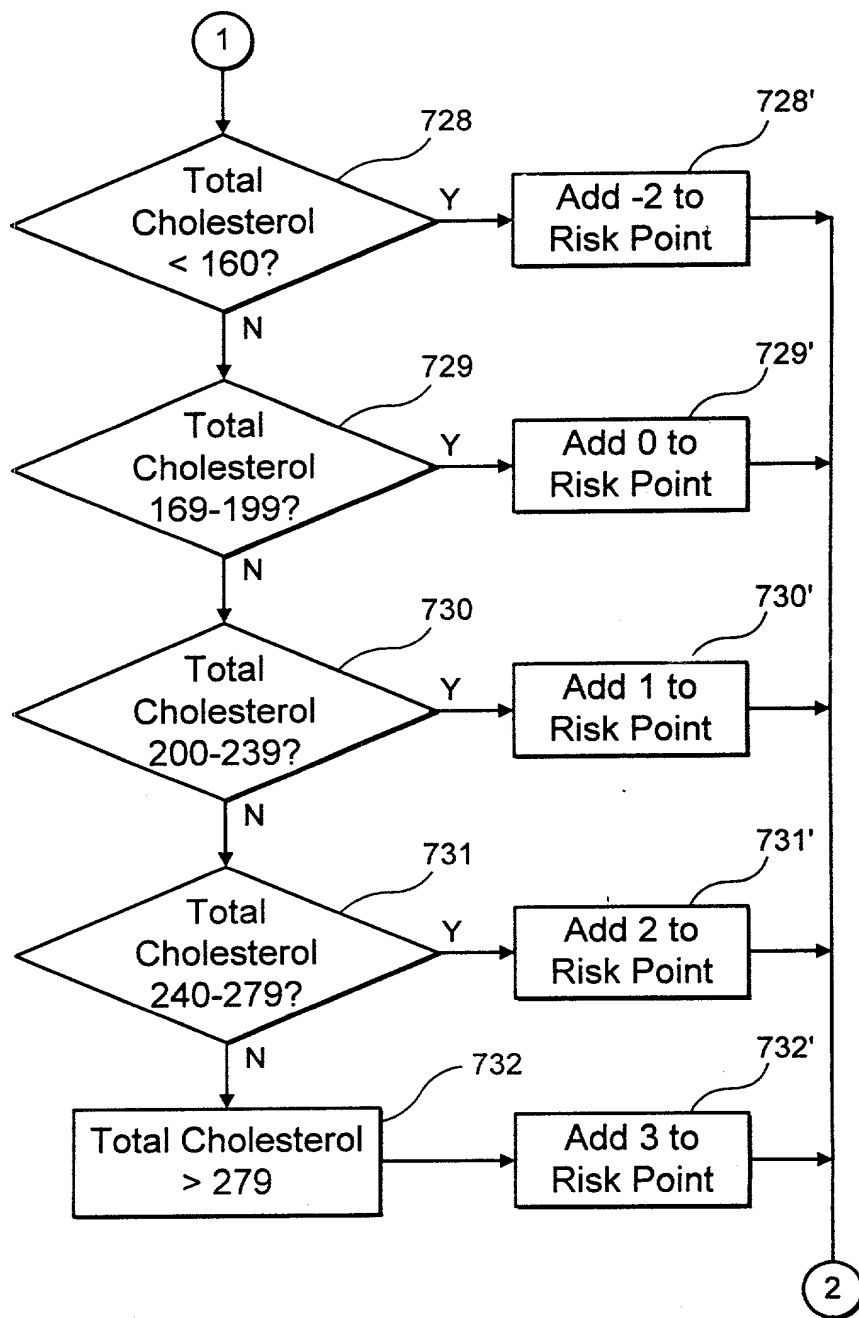 1
728
Total
Cholesterol
< 160?
Y
728'
Add -2 to
Risk Point
N
729
Total
Cholesterol
169-199?
Y
729'
Add 0 to
Risk Point
N
730
Total
Cholesterol
200-239?
Y
730'
Add 1 to
Risk Point
N
731
Total
Cholesterol
240-279?
Y
731'
Add 2 to
Risk Point
N
732
Total Cholesterol
> 279
732'
Add 3 to
Risk Point
2